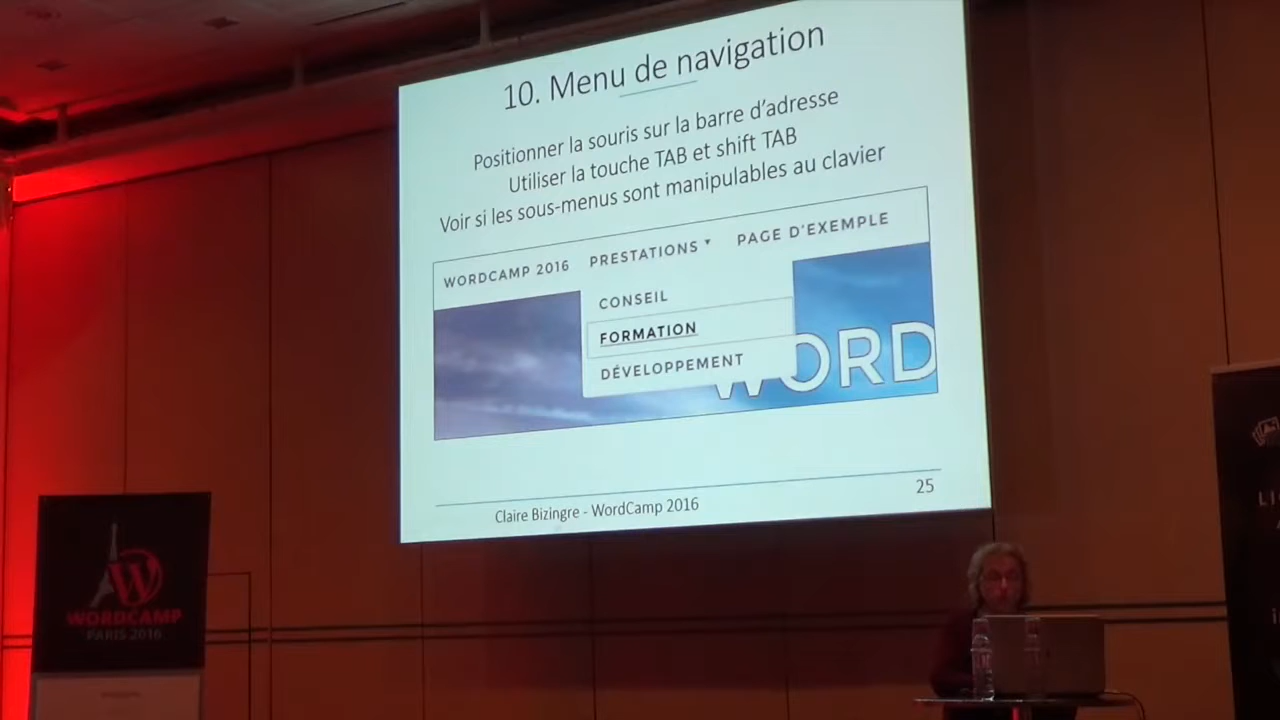 10. Menu de navigation
Positionner la souris sur la barre d'adresse
Utiliser la touche TAB et shift TAB
Voir si les sous-menus sont manipulables au clavier
WORDCAMP 2016 PRESTATIONS ▾ PAGE D'EXEMPLE
CONSEIL
FORMATION
DÉVELOPPEMENT
WORD
Claire Bizingre - WordCamp 2016
25
W
WORDCAMP
PARIS 2016